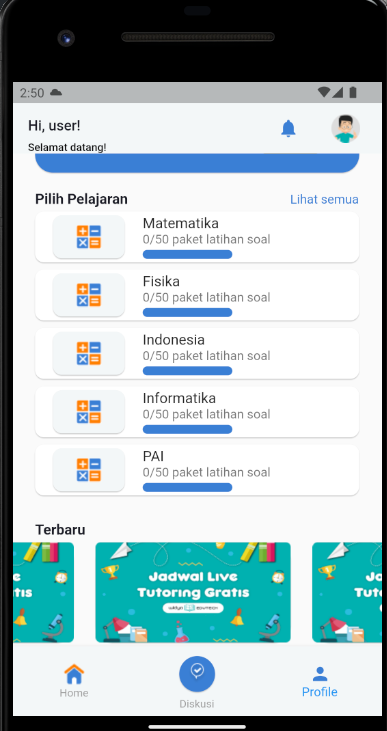 2:50
Hi, user!
Selamat datang!
Pilih Pelajaran
Lihat semua
Matematika
0/50 paket latihan soal
Fisika
0/50 paket latihan soal
Indonesia
0/50 paket latihan soal
Informatika
0/50 paket latihan soal
PAI
0/50 paket latihan soal
Terbaru
Jadwal Live
Tutoring Gratis
Home
Diskusi
Profile